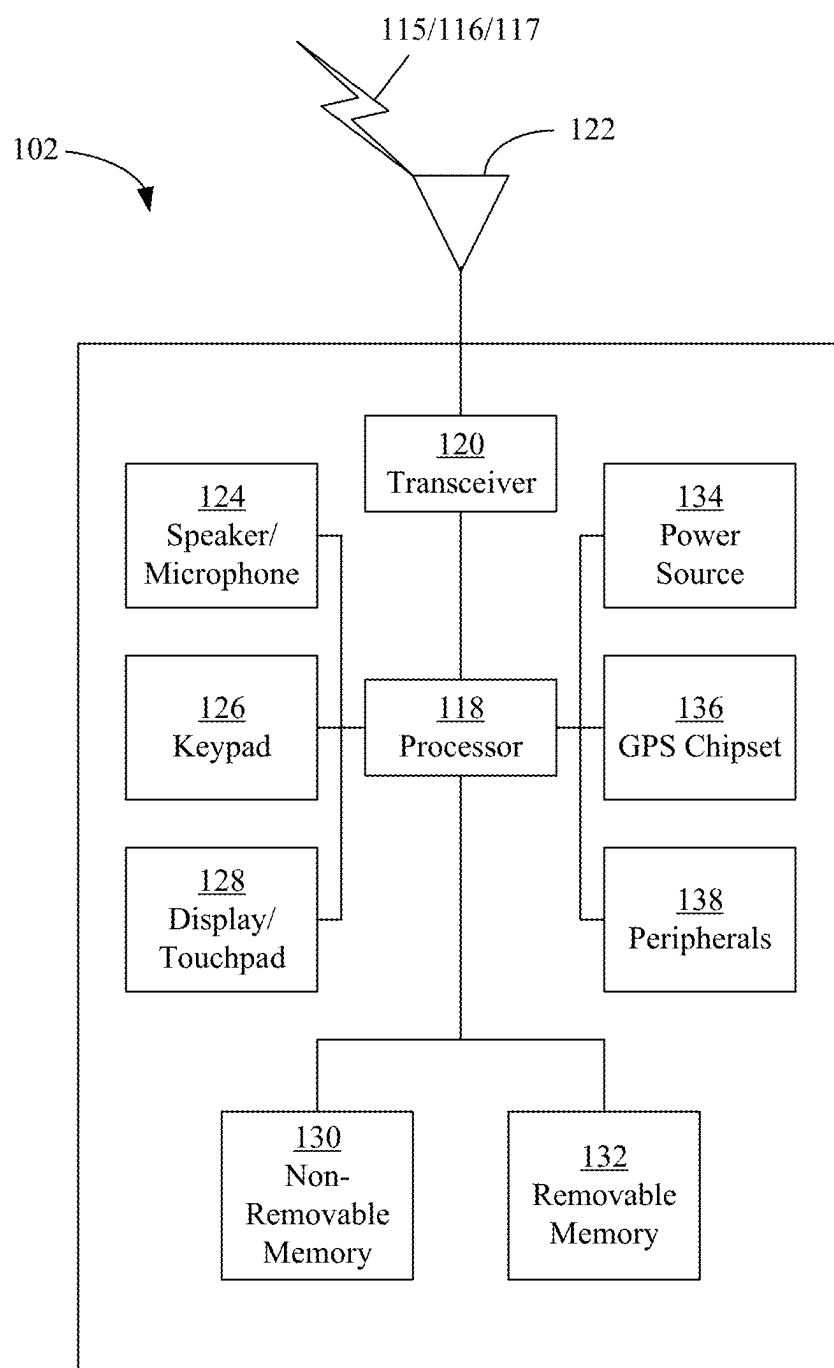 115/116/117
122
102
120
Transceiver
124
Speaker/
Microphone
134
Power
Source
126
Keypad
118
Processor
136
GPS Chipset
128
Display/
Touchpad
138
Peripherals
130
Non-
Removable
Memory
132
Removable
Memory